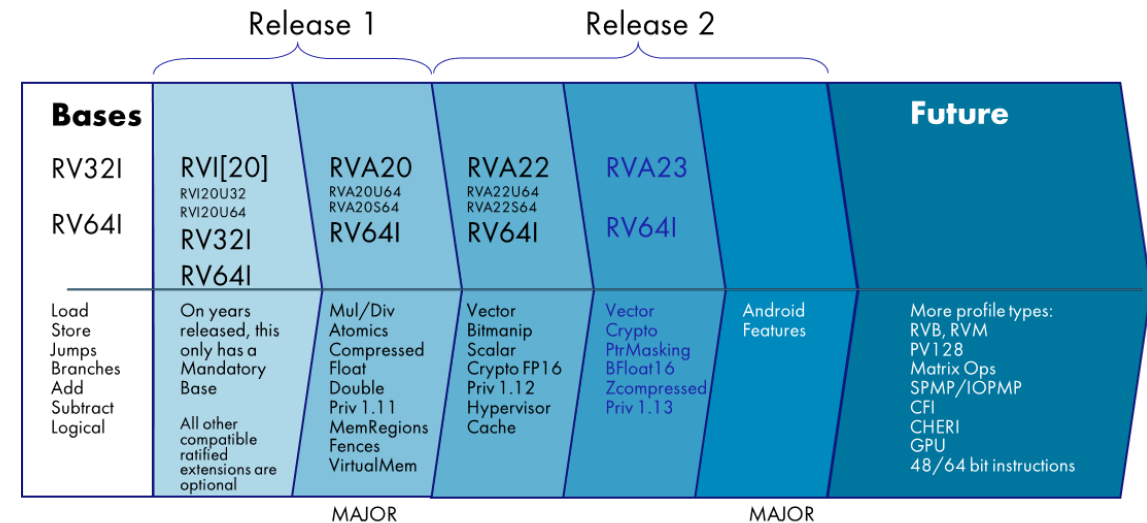 Release 1
Release 2
Bases
RV32I
RV64I
RVI[20]
RVI20U32
RVI20U64
RV32I
RV64I
RVA20
RVA20U64
RVA20S64
RV64I
RVA22
RVA22U64
RVA22S64
RV64I
RVA23
RV64I
Future
Load
Store
Jumps
Branches
Add
Subtract
Logical
On years
released, this
only has a
Mandatory
Base
All other
compatible
ratified
extensions are
optional
Mul/Div
Atomics
Compressed
Float
Double
Priv 1.11
MemRegions
Fences
VirtualMem
Vector
Bitmanip
Scalar
Crypto FP16
Priv 1.12
Hypervisor
Cache
Vector
Crypto
PtrMasking
BFloat16
Zcompressed
Priv 1.13
Android
Features
More profile types:
RVB, RVM
PV128
Matrix Ops
SPMP/IOPMP
CFI
CHERI
GPU
48/64 bit instructions
MAJOR
MAJOR